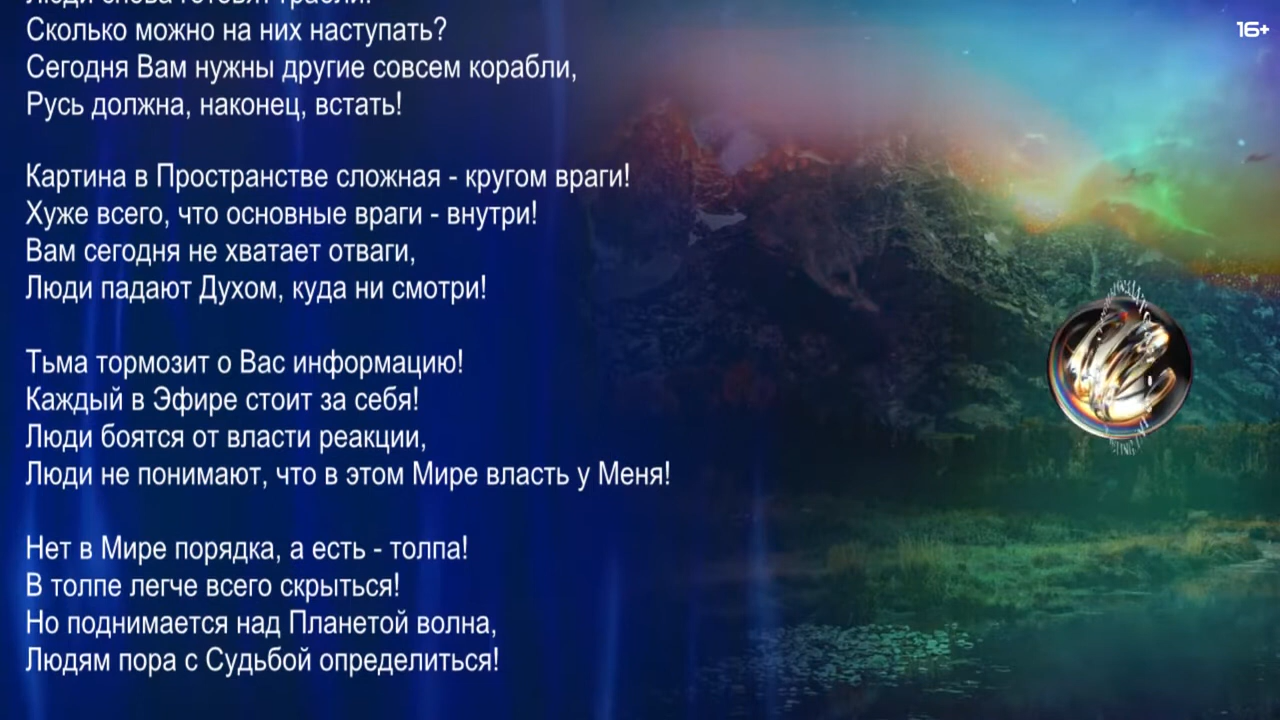 Люди снова готовят грабли!
Сколько можно на них наступать?
Сегодня Вам нужны другие совсем корабли,
Русь должна, наконец, встать!
Картина в Пространстве сложная - кругом враги!
Хуже всего, что основные враги - внутри!
Вам сегодня не хватает отваги,
Люди падают Духом, куда ни смотри!
Тьма тормозит о Вас информацию!
Каждый в Эфире стоит за себя!
Люди боятся от власти реакции,
Люди не понимают, что в этом Мире власть у Меня!
Нет в Мире порядка, а есть - толпа!
В толпе легче всего скрыться!
Но поднимается над Планетой волна,
Людям пора с Судьбой определиться!
16+